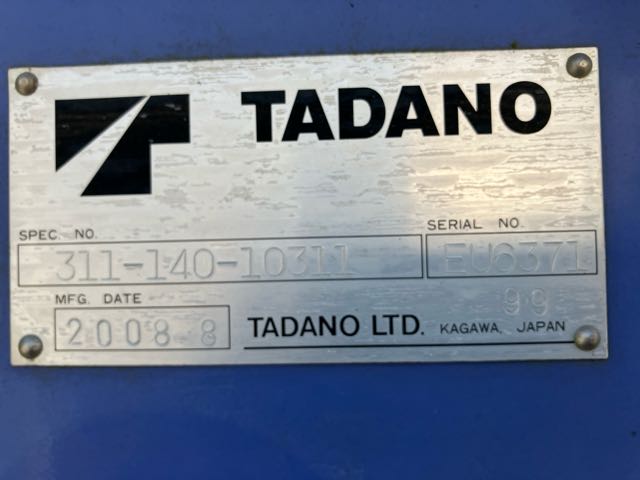 TADANO
SPEC. NO.
311-140-10311
SERIAL NO.
EU6371
MFG. DATE
2008.8
99
TADANO LTD. KAGAWA, JAPAN